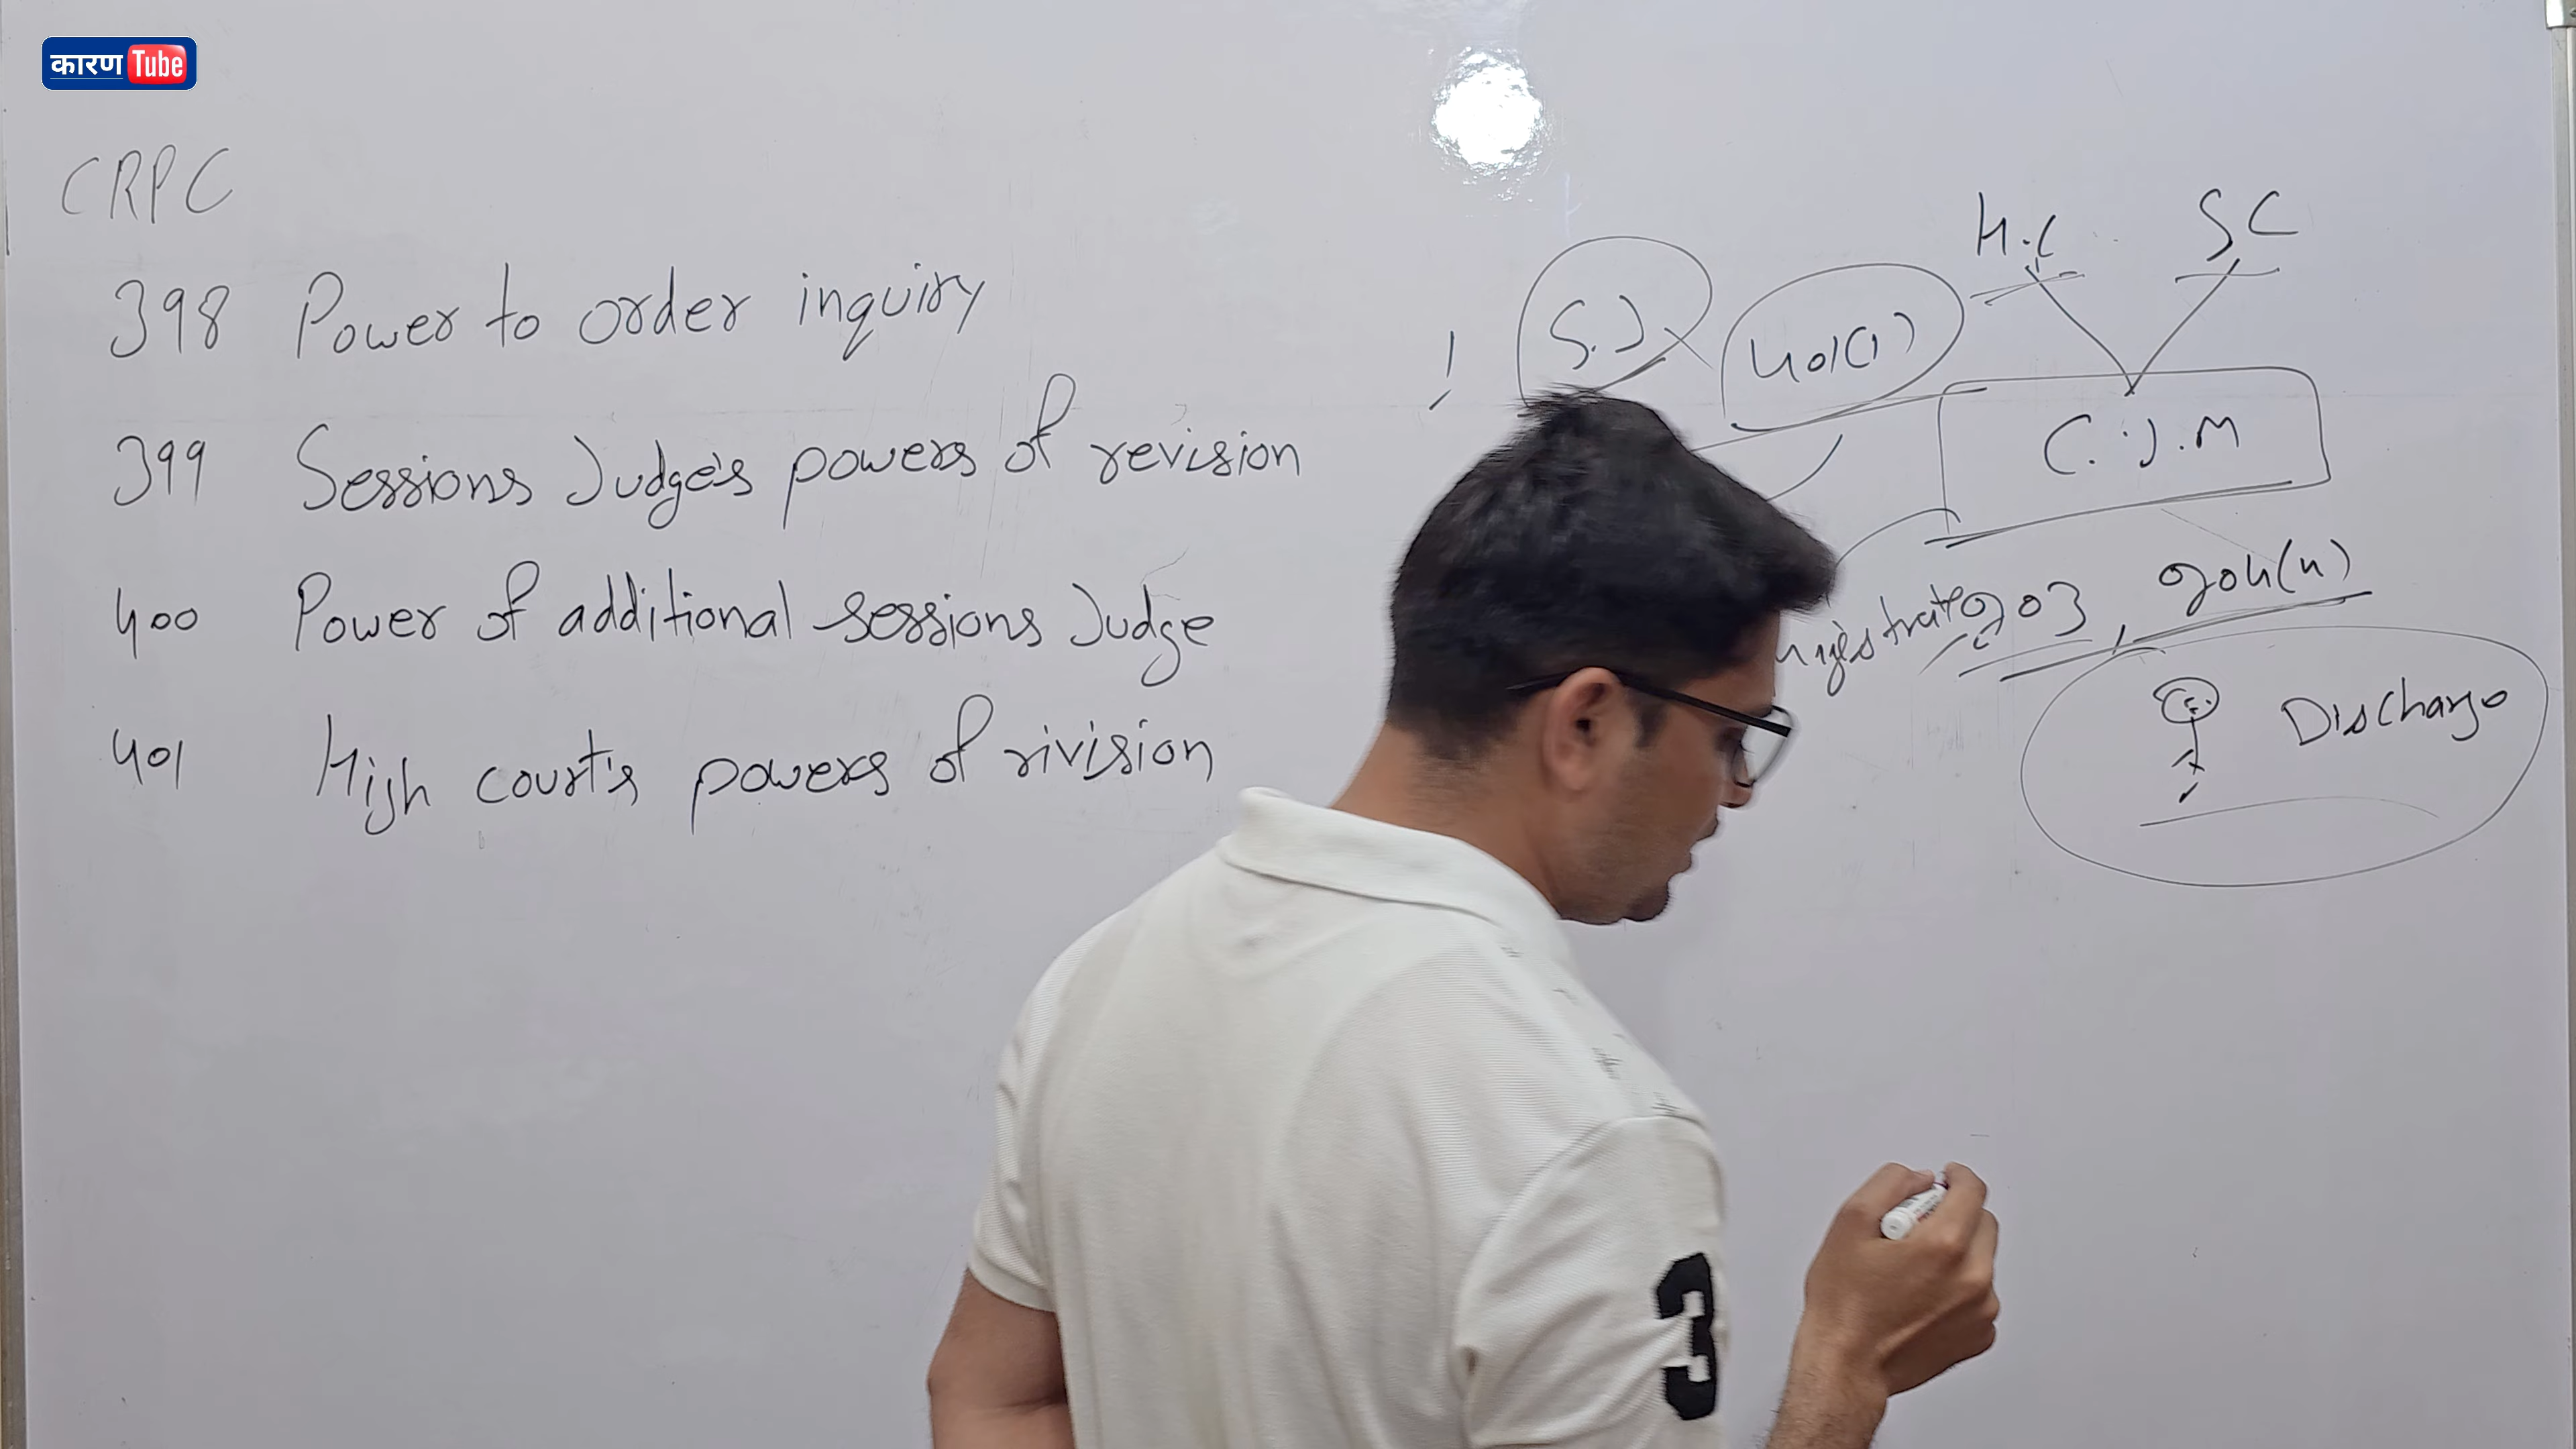 कारण Tube
CRPC
398 Power to order inquiry
399 Sessions Judge's powers of revision
400 Power of additional sessions Judge
401 High court's powers of rivision
H.C SC
S.J 401(1)
C.J.M
203, 204(4)
Discharge
3